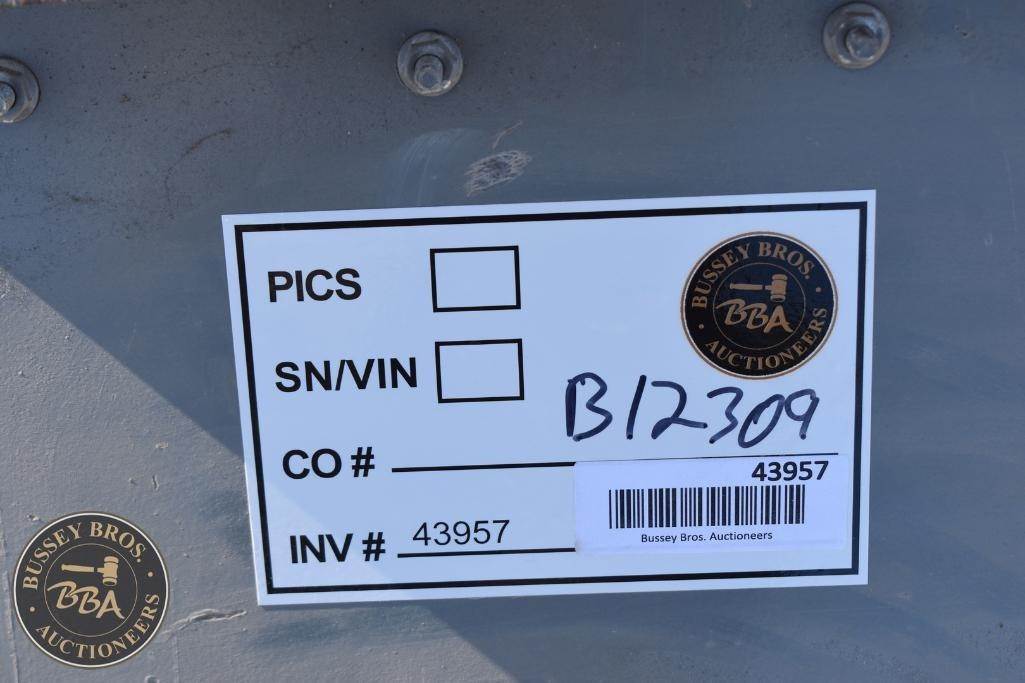 PICS
BUSSEY BROS.
BBA
AUCTIONEERS
SN/VIN
B12309
CO #
43957
INV # 43957
Bussey Bros. Auctioneers
BUSSEY BROS.
BBA
AUCTIONEERS